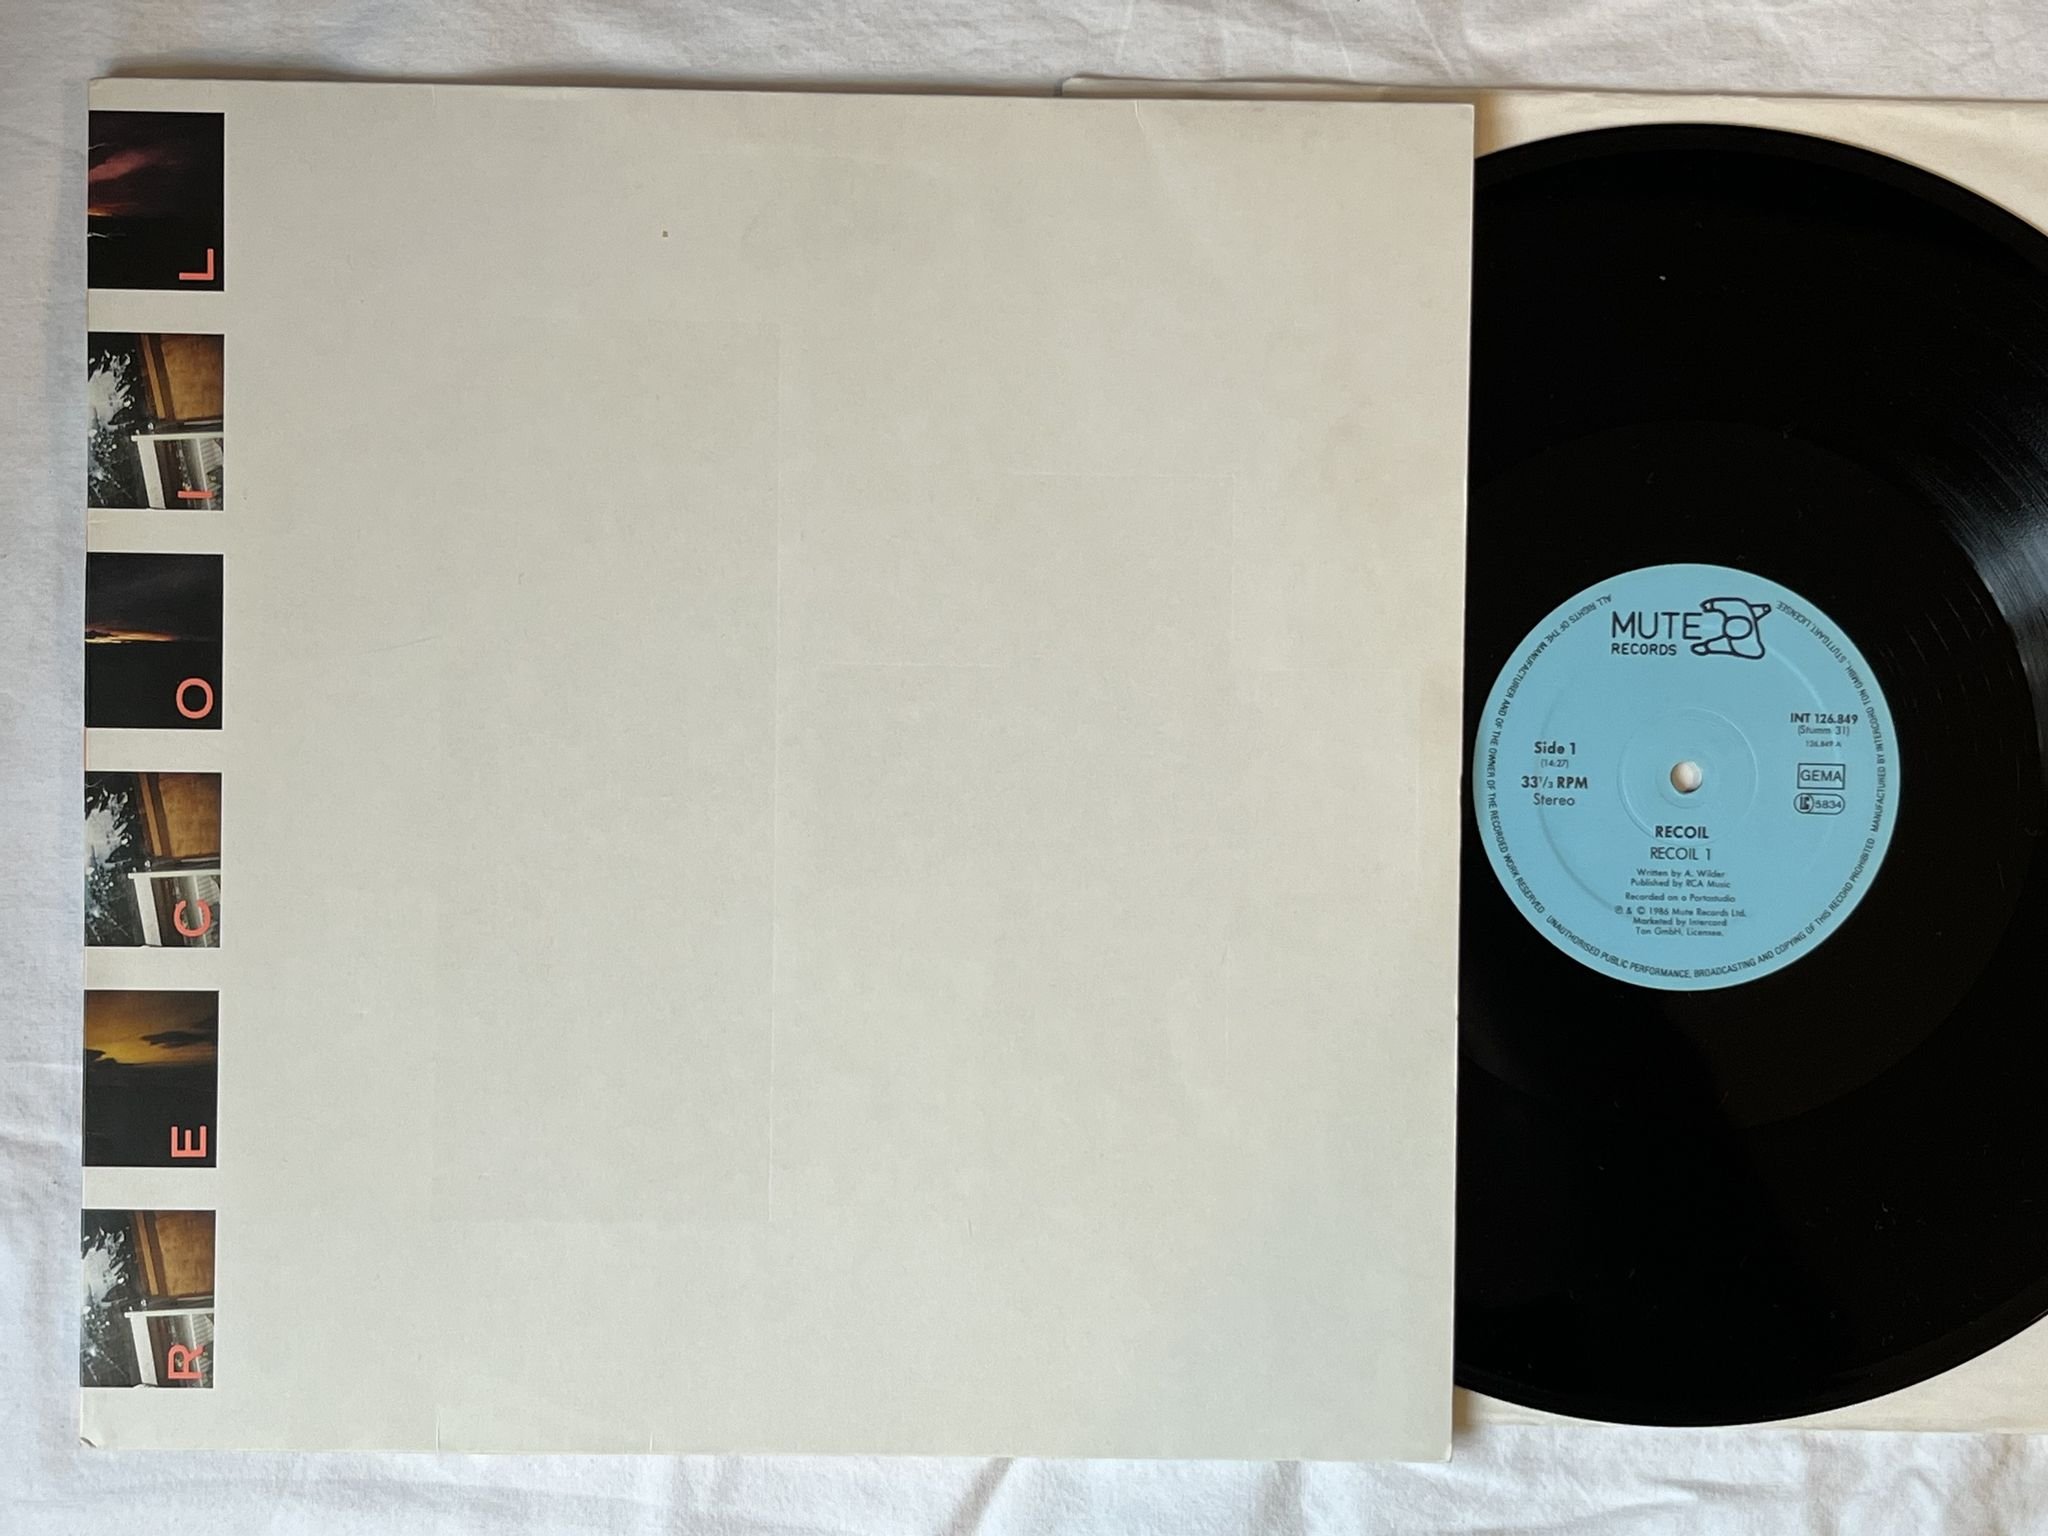 RECOIL
MUTE
RECORDS
INT 126.849
(Stumm 31)
126.849 A
Side 1
(14:27)
33⅓ RPM
Stereo
GEMA
LC 5834
RECOIL
RECOIL 1
Written by A. Wilder
Published by RCA Music
Recorded on a Portastudio
℗ & © 1986 Mute Records Ltd.
Marketed by Intercord
Ton GmbH, Licensee.
ALL RIGHTS OF THE MANUFACTURER AND OF THE OWNER OF THE RECORDED WORK RESERVED UNAUTHORISED PUBLIC PERFORMANCE, BROADCASTING AND COPYING OF THIS RECORD PROHIBITED MANUFACTURED BY INTERCORD TON GMBH, STUTTGART, LICENSEE.